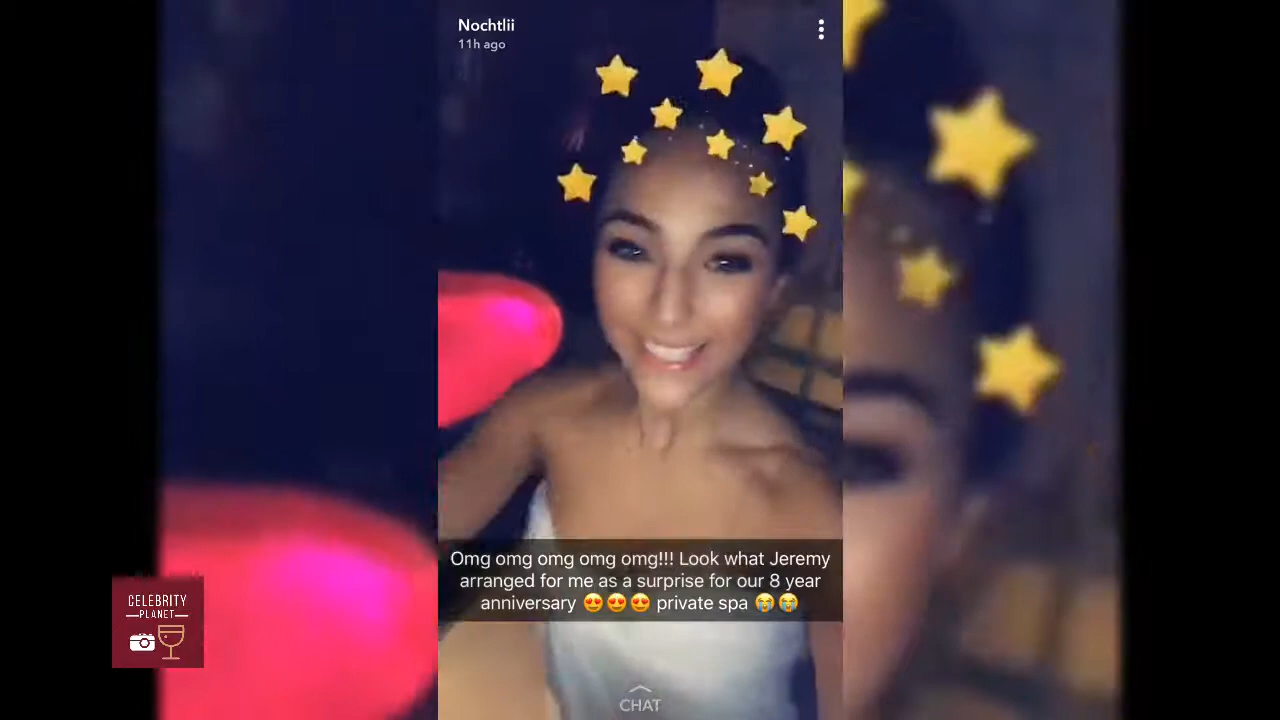 Nochtlii
11h ago
Omg omg omg omg omg!!! Look what Jeremy
arranged for me as a surprise for our 8 year
anniversary 😍😍😍 private spa 😭😭
CHAT
CELEBRITY
PLANET